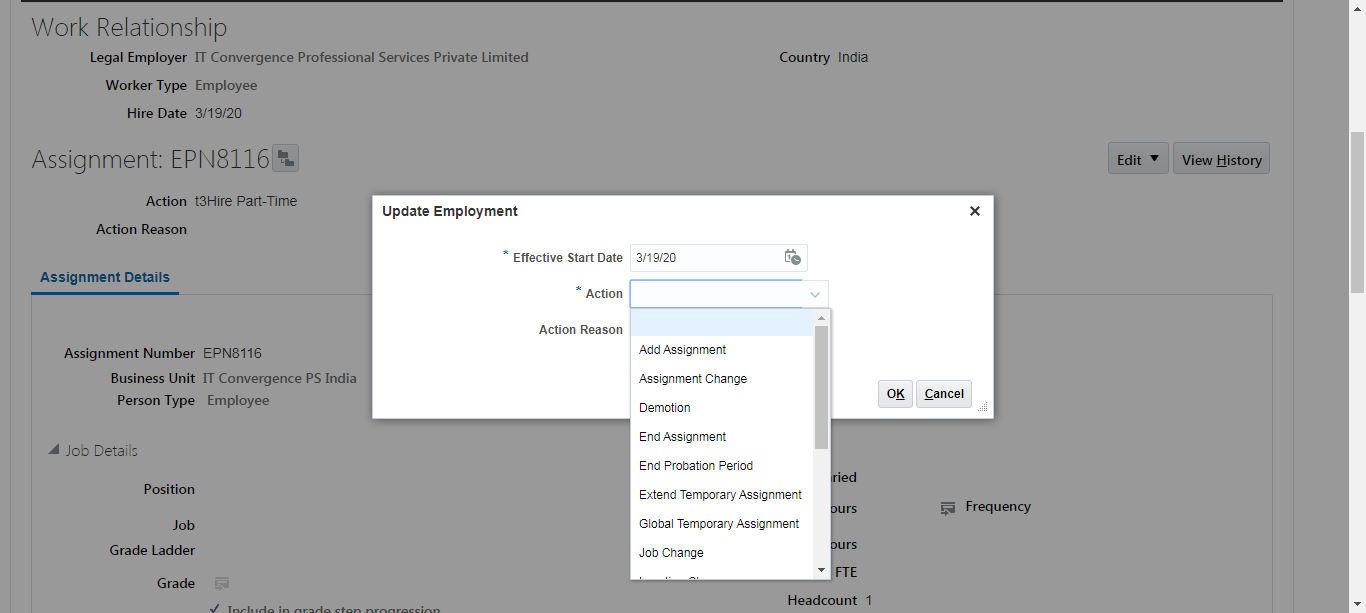 Work Relationship
Legal Employer IT Convergence Professional Services Private Limited
Country India
Worker Type Employee
Hire Date 3/19/20
Assignment: EPN8116
Edit
View History
Action t3Hire Part-Time
Action Reason
Assignment Details
Assignment Number EPN8116
Business Unit IT Convergence PS India
Person Type Employee
Job Details
Position
Job
Grade Ladder
Grade
Include in grade step progression
Update Employment
* Effective Start Date 3/19/20
* Action
Action Reason
Add Assignment
Assignment Change
Demotion
End Assignment
End Probation Period
Extend Temporary Assignment
Global Temporary Assignment
Job Change
OK
Cancel
ried
ours
Frequency
ours
FTE
Headcount 1